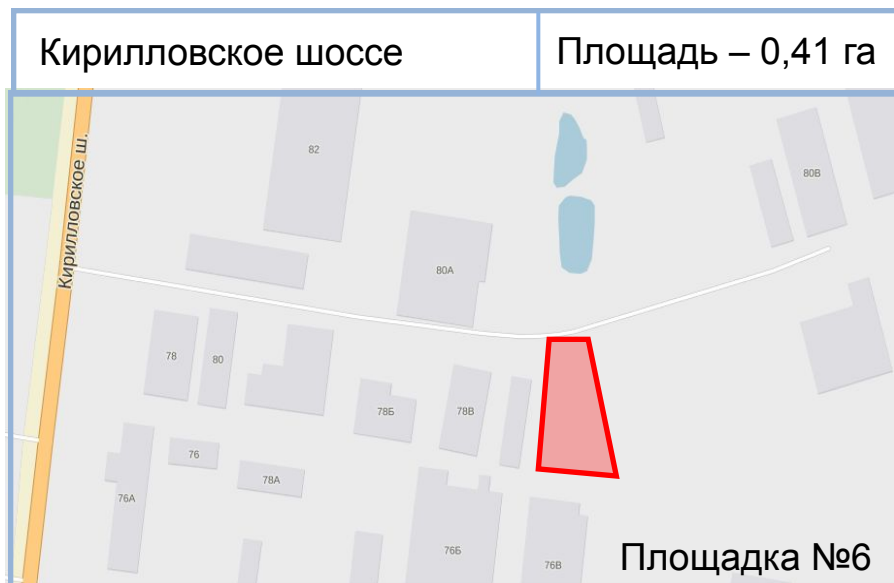 Кирилловское шоссе
Площадь – 0,41 га
Кирилловское ш.
82
80В
80А
78
80
78Б
78В
76
78А
76А
76Б
76В
Площадка №6